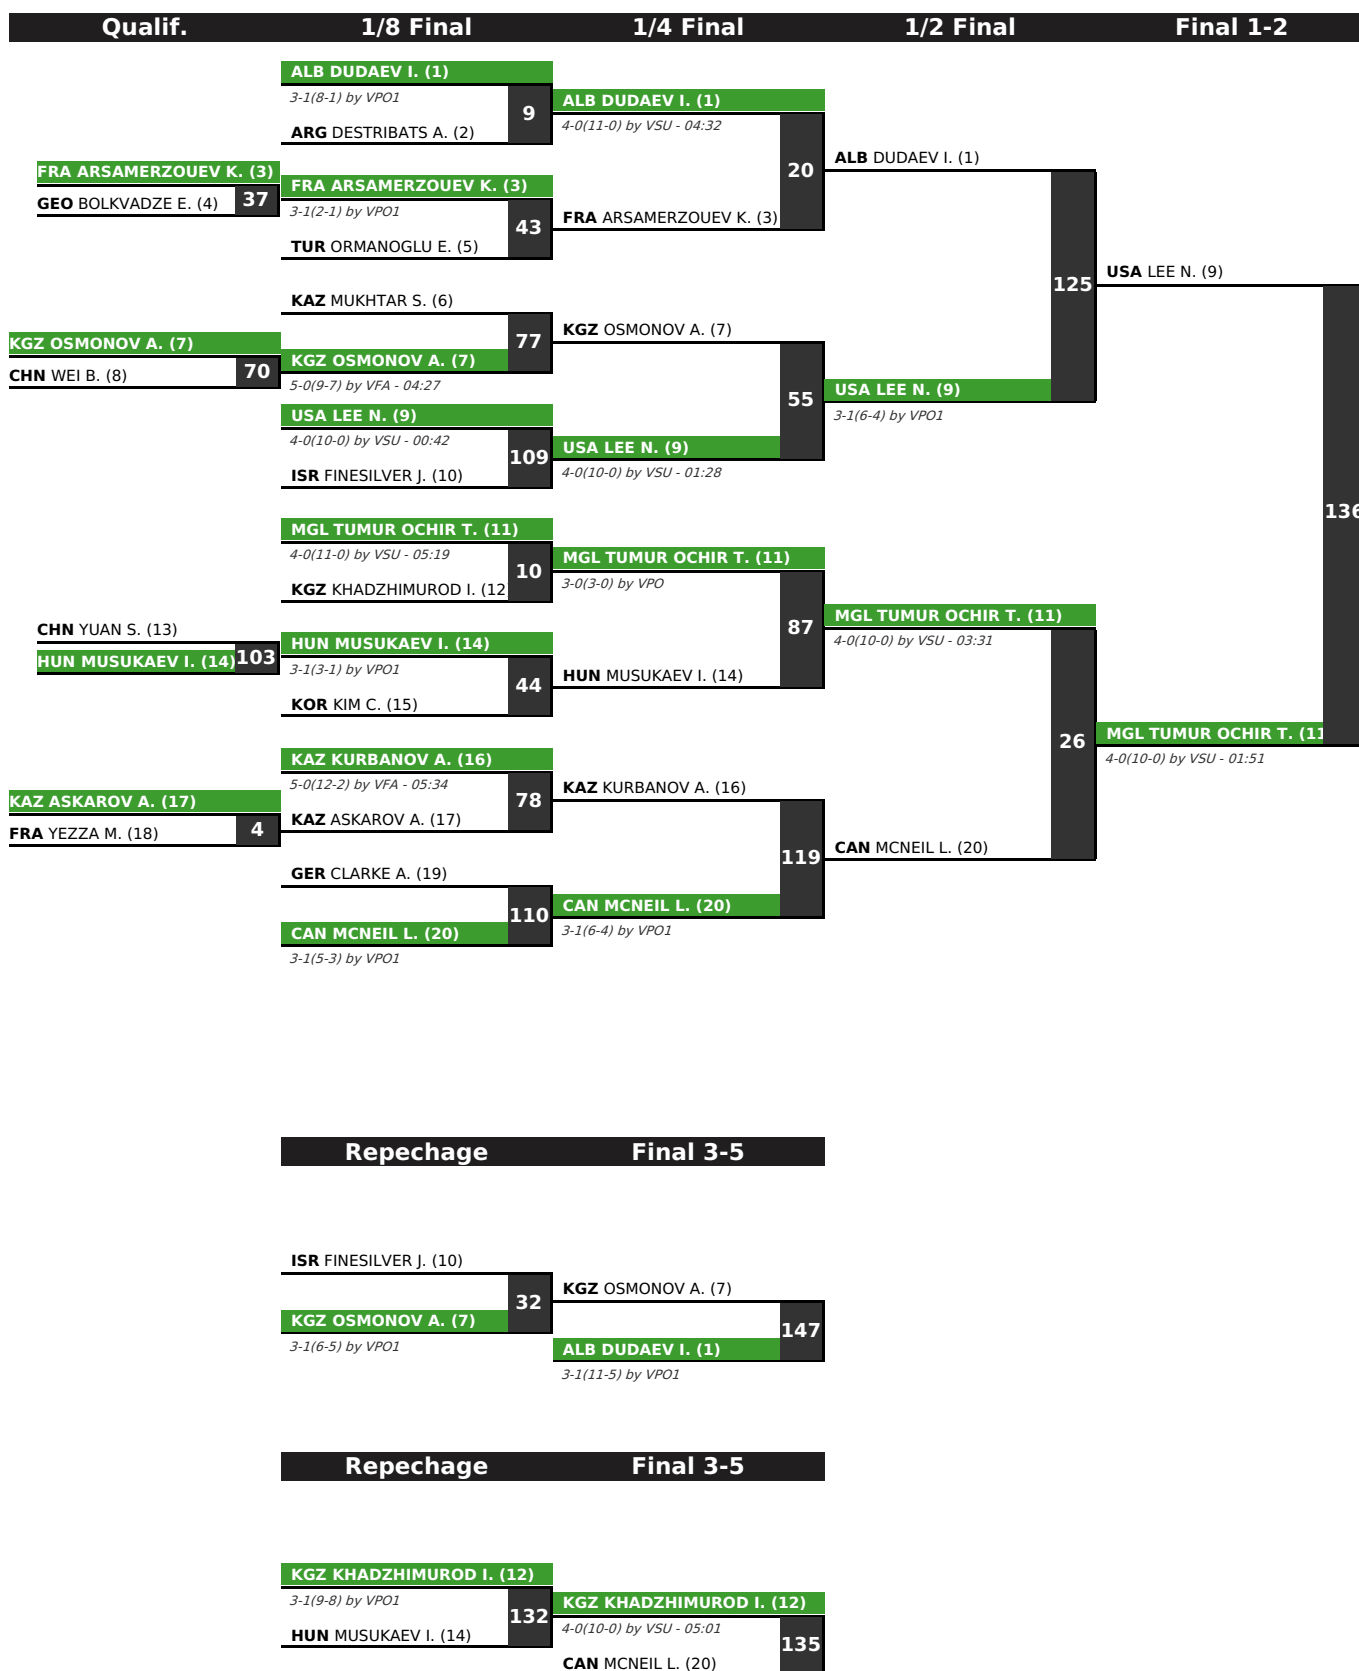 Qualif. 1/8 Final 1/4 Final 1/2 Final Final 1-2
ALB DUDAEV I. (1)
3-1(8-1) by VPO1
9
ARG DESTRIBATS A. (2)
ALB DUDAEV I. (1)
4-0(11-0) by VSU - 04:32
20
ALB DUDAEV I. (1)
FRA ARSAMERZOUEV K. (3)
GEO BOLKVADZE E. (4)
37
FRA ARSAMERZOUEV K. (3)
3-1(2-1) by VPO1
43
TUR ORMANOGLU E. (5)
FRA ARSAMERZOUEV K. (3)
125
USA LEE N. (9)
KAZ MUKHTAR S. (6)
77
KGZ OSMONOV A. (7)
KGZ OSMONOV A. (7)
CHN WEI B. (8)
70
KGZ OSMONOV A. (7)
5-0(9-7) by VFA - 04:27
55
USA LEE N. (9)
3-1(6-4) by VPO1
USA LEE N. (9)
4-0(10-0) by VSU - 00:42
109
ISR FINESILVER J. (10)
USA LEE N. (9)
4-0(10-0) by VSU - 01:28
136
MGL TUMUR OCHIR T. (11)
4-0(11-0) by VSU - 05:19
10
KGZ KHADZHIMUROD I. (12
MGL TUMUR OCHIR T. (11)
3-0(3-0) by VPO
87
MGL TUMUR OCHIR T. (11)
4-0(10-0) by VSU - 03:31
CHN YUAN S. (13)
HUN MUSUKAEV I. (14)
103
HUN MUSUKAEV I. (14)
3-1(3-1) by VPO1
44
KOR KIM C. (15)
HUN MUSUKAEV I. (14)
26
MGL TUMUR OCHIR T. (11
4-0(10-0) by VSU - 01:51
KAZ KURBANOV A. (16)
5-0(12-2) by VFA - 05:34
78
KAZ ASKAROV A. (17)
KAZ KURBANOV A. (16)
KAZ ASKAROV A. (17)
FRA YEZZA M. (18)
4
119
CAN MCNEIL L. (20)
GER CLARKE A. (19)
110
CAN MCNEIL L. (20)
3-1(5-3) by VPO1
CAN MCNEIL L. (20)
3-1(6-4) by VPO1
Repechage Final 3-5
ISR FINESILVER J. (10)
32
KGZ OSMONOV A. (7)
3-1(6-5) by VPO1
KGZ OSMONOV A. (7)
147
ALB DUDAEV I. (1)
3-1(11-5) by VPO1
Repechage Final 3-5
KGZ KHADZHIMUROD I. (12)
3-1(9-8) by VPO1
132
HUN MUSUKAEV I. (14)
KGZ KHADZHIMUROD I. (12)
4-0(10-0) by VSU - 05:01
135
CAN MCNEIL L. (20)